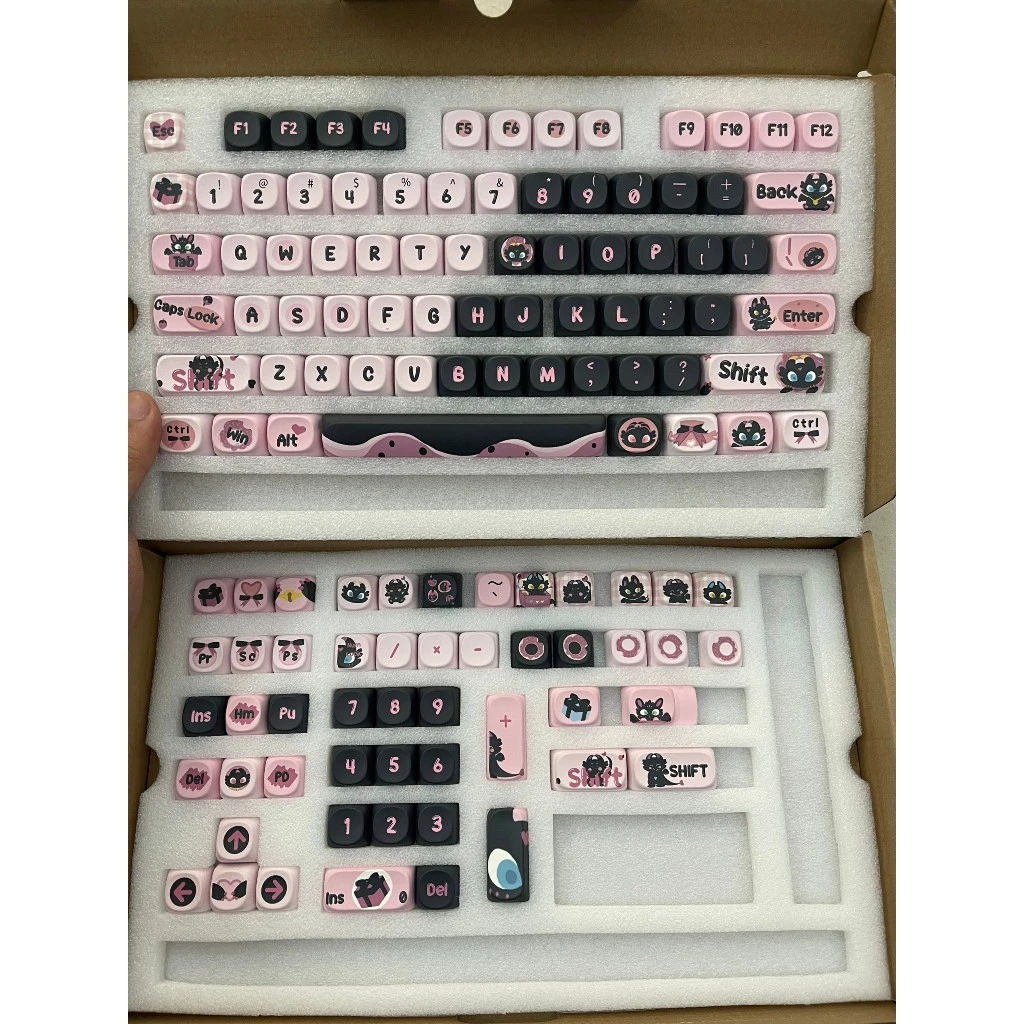 Esc F1 F2 F3 F4 F5 F6 F7 F8 F9 F10 F11 F12
! @ # $ % ^ & * ( ) — +
1 2 3 4 5 6 7 8 9 0 - = Back
Tab Q W E R T Y I O P { }
[ ] \
Caps Lock A S D F G H J K L : ; Enter
Shift Z X C V B N M < , > . ? / Shift
Ctrl Win Alt Ctrl
~
Pr Sc Ps / × -
Ins Hm Pu 7 8 9 +
Del PD 4 5 6 Shift SHIFT
↑ 1 2 3
← → Ins 0 Del